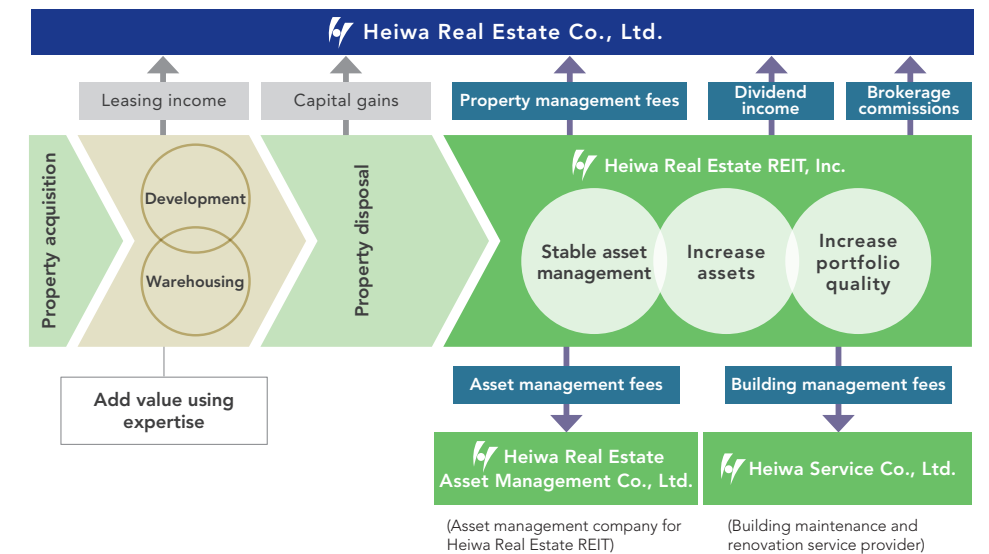 Heiwa Real Estate Co., Ltd.
Leasing income
Capital gains
Property management fees
Dividend
income
Brokerage
commissions
Property acquisition
Development
Warehousing
Property disposal
Heiwa Real Estate REIT, Inc.
Stable asset
management
Increase
assets
Increase
portfolio
quality
Add value using
expertise
Asset management fees
Building management fees
Heiwa Real Estate
Asset Management Co., Ltd.
Heiwa Service Co., Ltd.
(Asset management company for
Heiwa Real Estate REIT)
(Building maintenance and
renovation service provider)